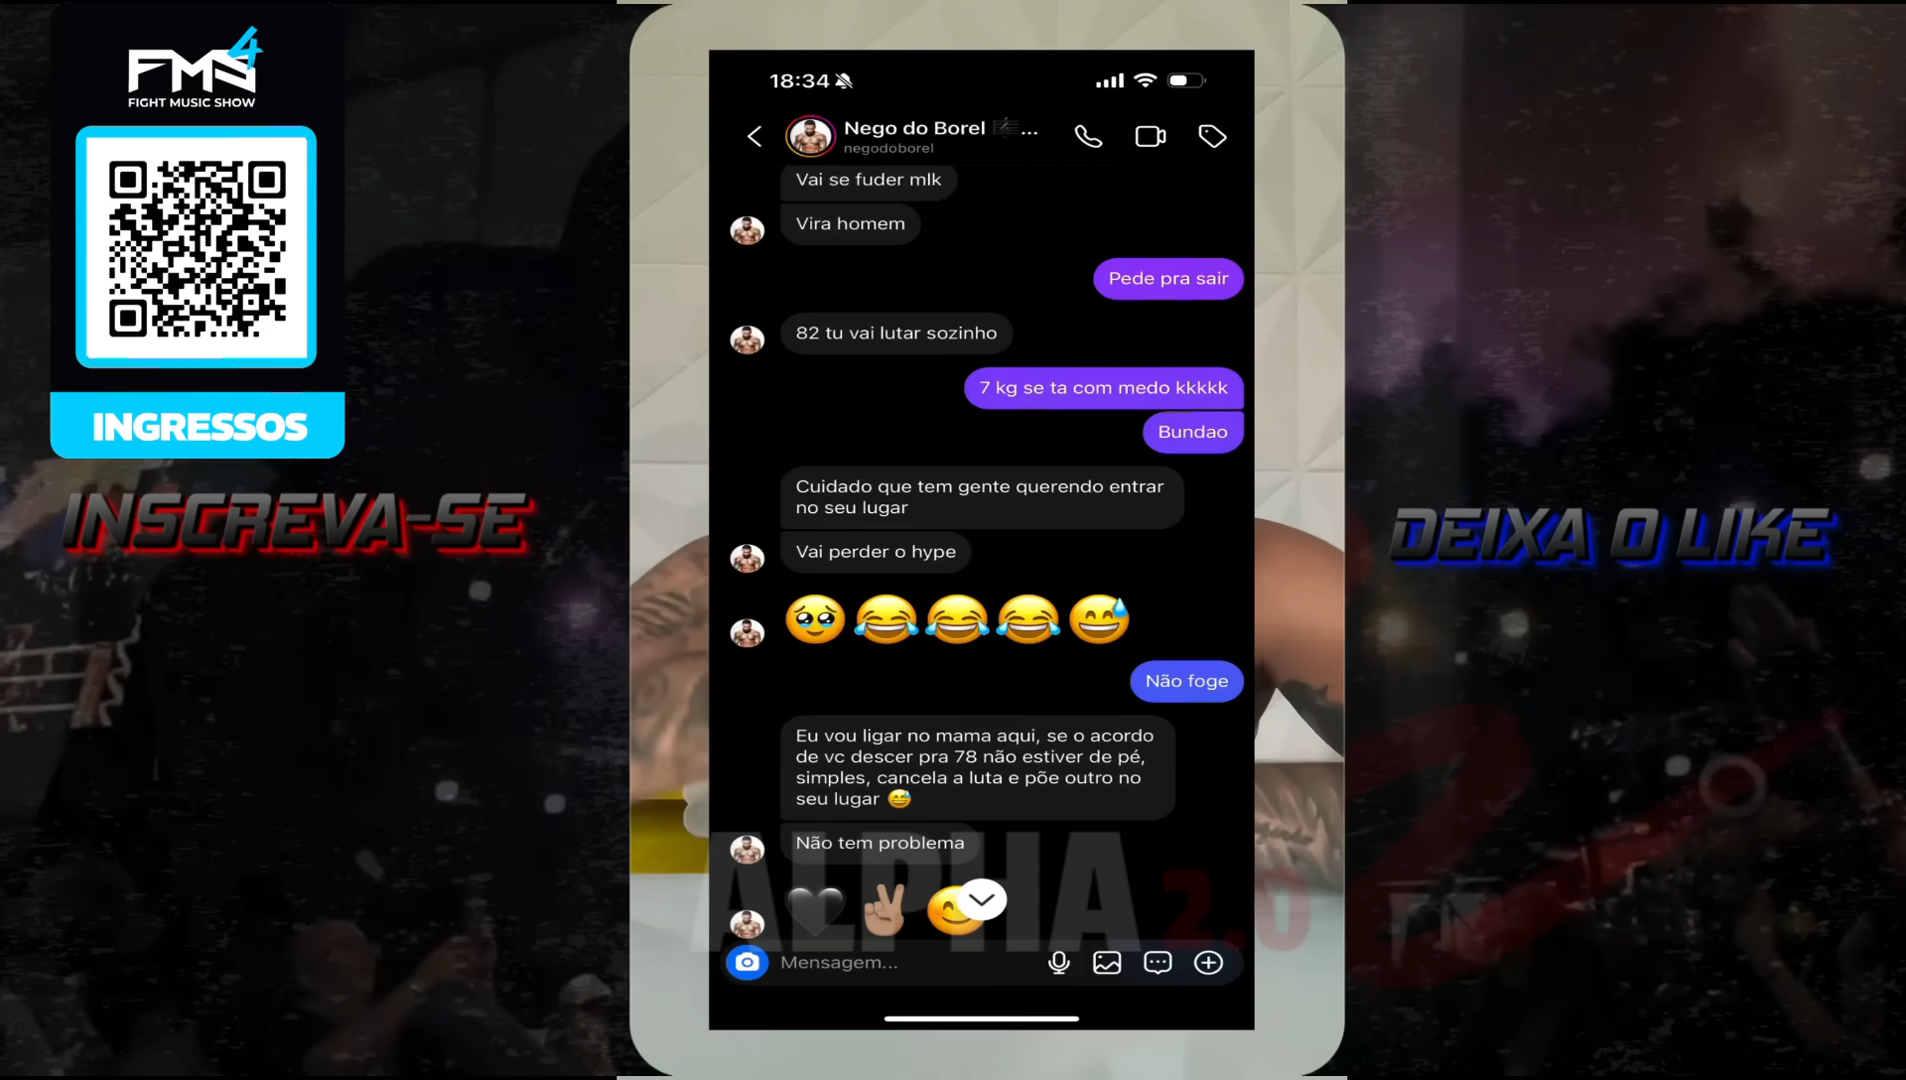 FMS4
FIGHT MUSIC SHOW
INGRESSOS
INSCREVA-SE
18:34
Nego do Borel ...
negodoborel
Vai se fuder mlk
Vira homem
Pede pra sair
82 tu vai lutar sozinho
7 kg se ta com medo kkkkk
Bundao
Cuidado que tem gente querendo entrar
no seu lugar
Vai perder o hype
Não foge
Eu vou ligar no mama aqui, se o acordo
de vc descer pra 78 não estiver de pé,
simples, cancela a luta e põe outro no
seu lugar 😅
Não tem problema
ALPHA 2.0
Mensagem...
DEIXA O LIKE